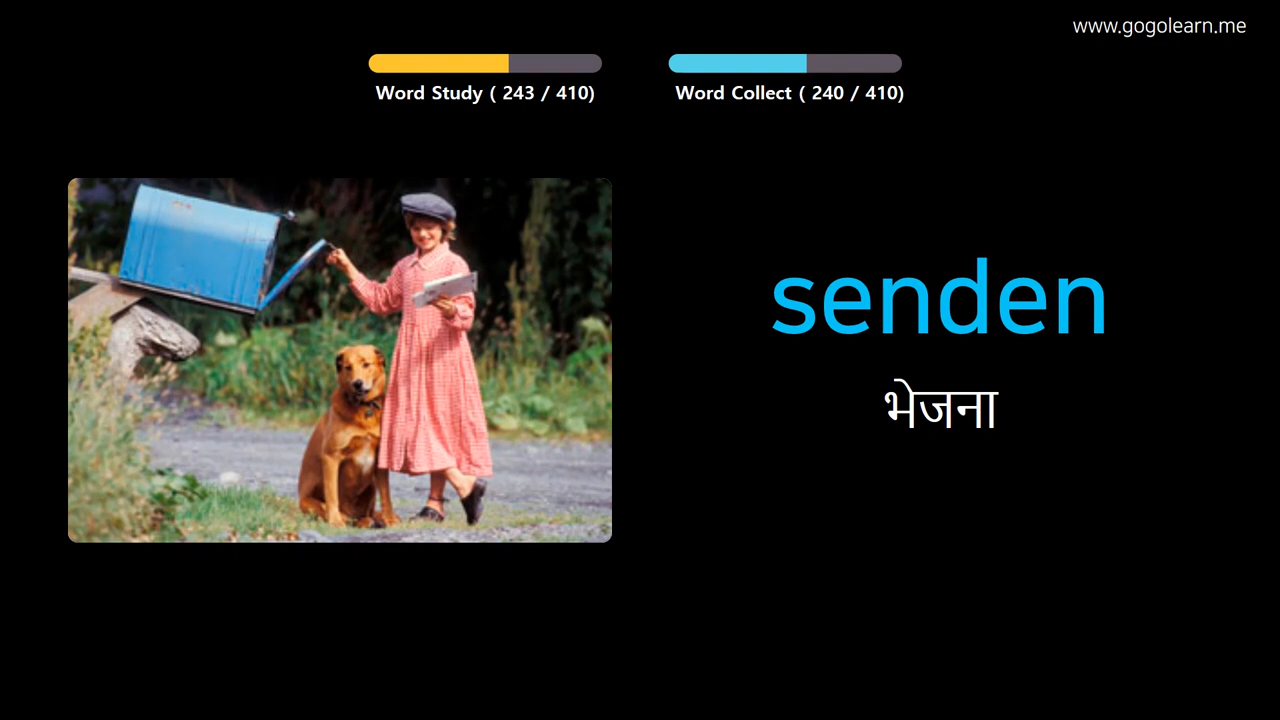 www.gogolearn.me
Word Study ( 243 / 410)
Word Collect ( 240 / 410)
senden
भेजना